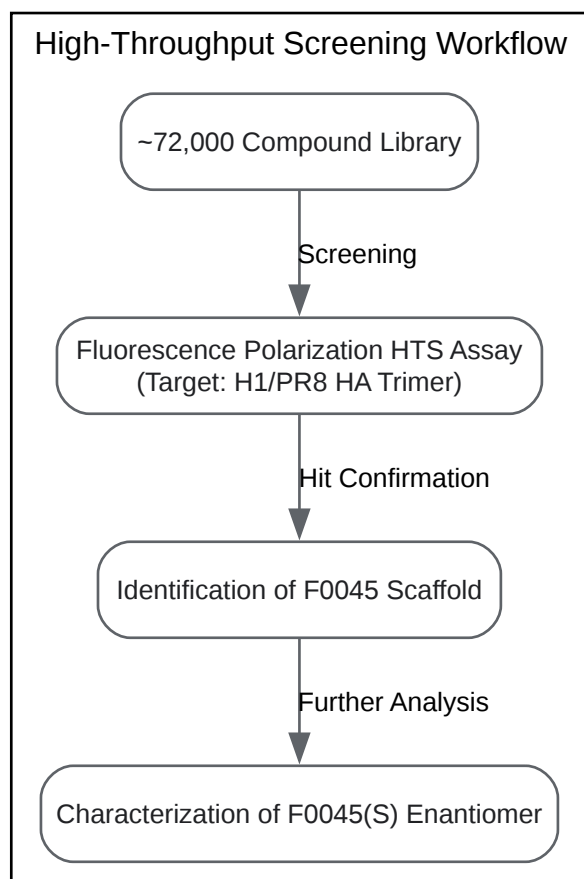 High-Throughput Screening Workflow
~72,000 Compound Library
Screening
Fluorescence Polarization HTS Assay
(Target: H1/PR8 HA Trimer)
Hit Confirmation
Identification of F0045 Scaffold
Further Analysis
Characterization of F0045(S) Enantiomer